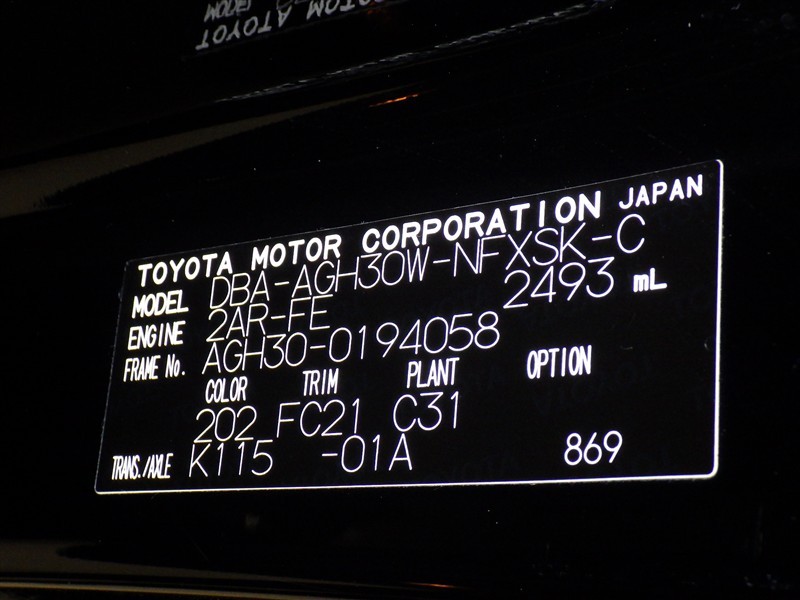 TOYOTA MOTOR CORPORATION JAPAN
MODEL DBA-AGH30W-NFXSK-C
ENGINE 2AR-FE 2493 mL
FRAME No. AGH30-0194058
COLOR TRIM PLANT OPTION
202 FC21 C31
TRANS./AXLE K115 -01A 869